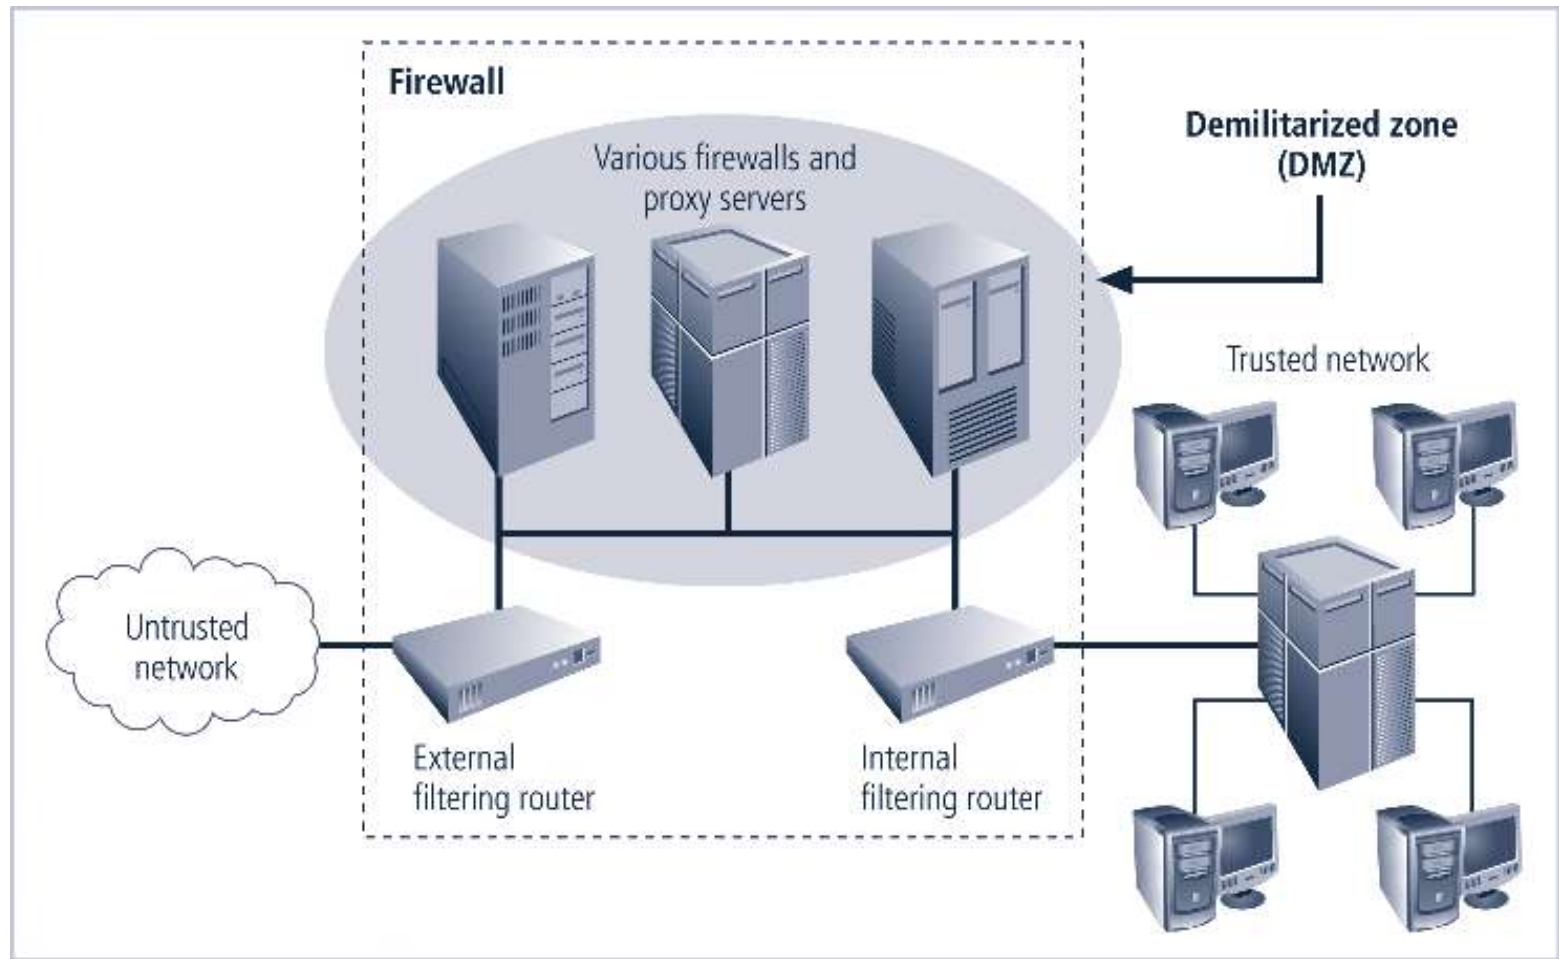 Firewall
Various firewalls and
proxy servers
Demilitarized zone
(DMZ)
Trusted network
Untrusted
network
External
filtering router
Internal
filtering router